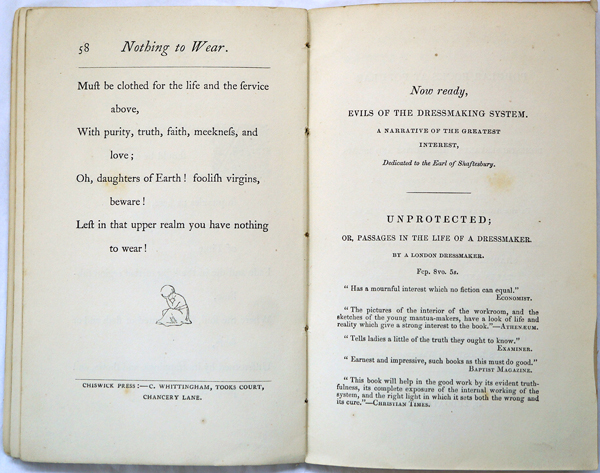 58 Nothing to Wear.
Muſt be clothed for the life and the ſervice
above,
With purity, truth, faith, meekneſs, and
love;
Oh, daughters of Earth! fooliſh virgins,
beware!
Leſt in that upper realm you have nothing
to wear!
CHISWICK PRESS:—C. WHITTINGHAM, TOOKS COURT,
CHANCERY LANE.
Now ready,
EVILS OF THE DRESSMAKING SYSTEM.
A NARRATIVE OF THE GREATEST
INTEREST,
Dedicated to the Earl of Shaftesbury.
UNPROTECTED;
OR, PASSAGES IN THE LIFE OF A DRESSMAKER.
BY A LONDON DRESSMAKER.
Fcp. 8vo. 5s.
"Has a mournful interest which no fiction can equal."
ECONOMIST.
"The pictures of the interior of the workroom, and the
sketches of the young mantua-makers, have a look of life and
reality which give a strong interest to the book."—ATHENÆUM.
"Tells ladies a little of the truth they ought to know."
EXAMINER.
"Earnest and impressive, such books as this must do good."
BAPTIST MAGAZINE.
"This book will help in the good work by its evident truth-
fulness, its complete exposure of the internal working of the
system, and the right light in which it sets both the wrong and
its cure."—CHRISTIAN TIMES.